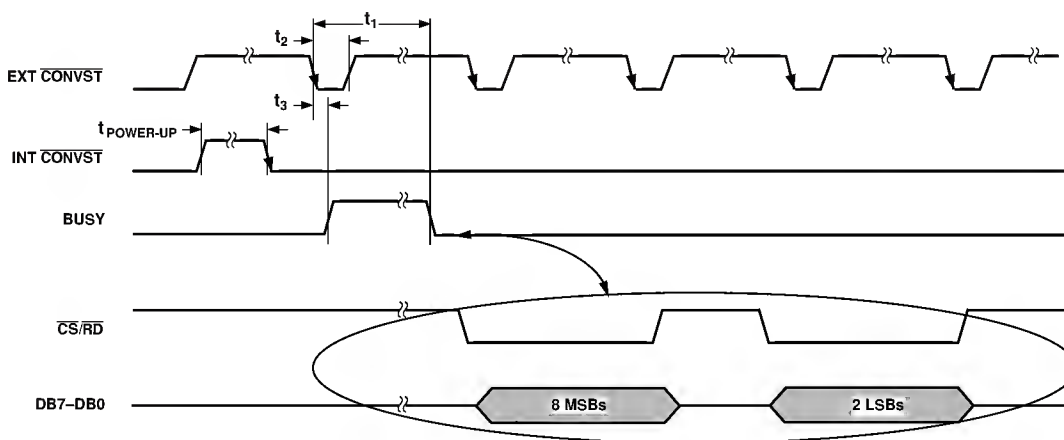 t1
t2
EXT CONVST
t3
tPOWER-UP
INT CONVST
BUSY
CS/RD
DB7–DB0
8 MSBs
2 LSBs